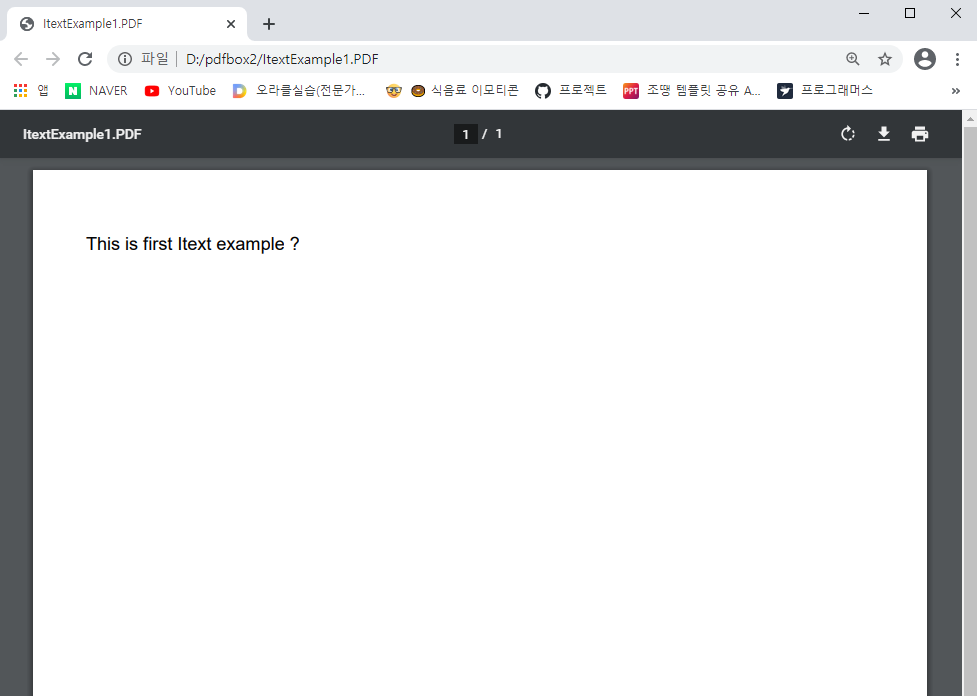 ItextExample1.PDF
파일 D:/pdfbox2/ItextExample1.PDF
앱 NAVER YouTube 오라클실습(전문가... 식음료 이모티콘 프로젝트 PPT 조땡 템플릿 공유 A... 프로그래머스 »
ItextExample1.PDF 1 / 1
This is first Itext example ?